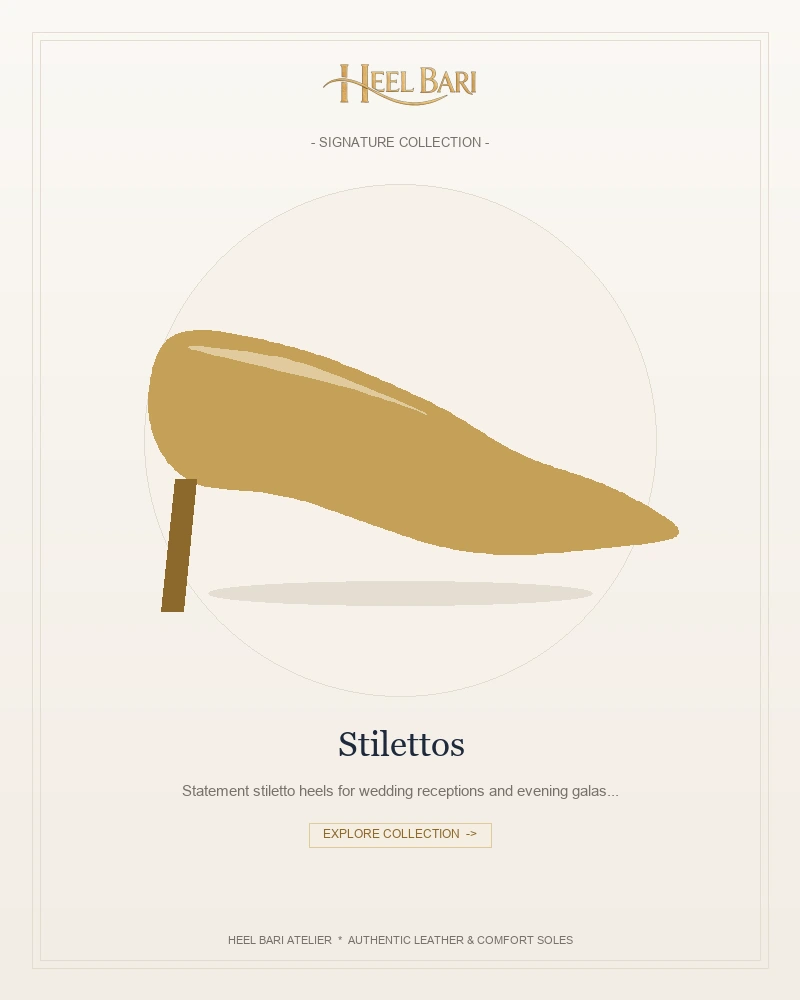 HEEL BARI
- SIGNATURE COLLECTION -
Stilettos
Statement stiletto heels for wedding receptions and evening galas...
EXPLORE COLLECTION ->
HEEL BARI ATELIER * AUTHENTIC LEATHER & COMFORT SOLES